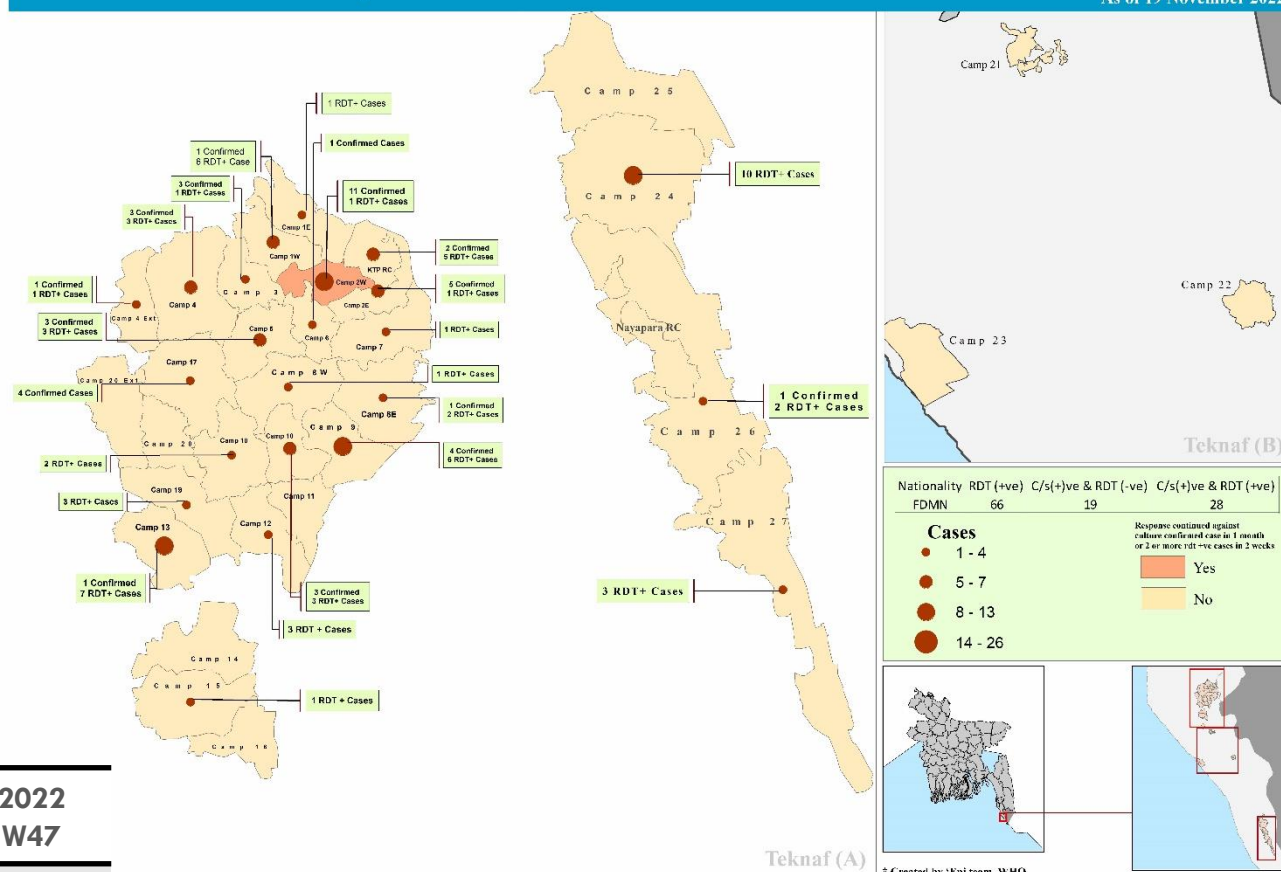 As of 19 November 2022
1 RDT+ Cases
1 Confirmed Cases
1 Confirmed
8 RDT+ Case
3 Confirmed
1 RDT+ Cases
11 Confirmed
1 RDT+ Cases
3 Confirmed
3 RDT+ Cases
2 Confirmed
5 RDT+ Cases
1 Confirmed
1 RDT+ Cases
5 Confirmed
1 RDT+ Cases
3 Confirmed
3 RDT+ Cases
1 RDT+ Cases
4 Confirmed Cases
1 RDT+ Cases
1 Confirmed
2 RDT+ Cases
2 RDT+ Cases
4 Confirmed
6 RDT+ Cases
3 RDT+ Cases
1 Confirmed
7 RDT+ Cases
3 Confirmed
3 RDT+ Cases
3 RDT + Cases
1 RDT + Cases
Camp 1E
Camp 1W
KTP RC
Camp 2W
Camp 2E
Camp 3
Camp 4
Camp 4 Ext
Camp 5
Camp 6
Camp 7
Camp 17
Camp 20 Ext
Camp 8W
Camp 8E
Camp 20
Camp 18
Camp 10
Camp 9
Camp 19
Camp 11
Camp 13
Camp 12
Camp 14
Camp 15
Camp 16
Camp 25
10 RDT+ Cases
Camp 24
Nayapara RC
1 Confirmed
2 RDT+ Cases
Camp 26
Camp 27
3 RDT+ Cases
Teknaf (A)
Camp 21
Camp 22
Camp 23
Teknaf (B)
Nationality RDT (+ve) C/s(+)ve & RDT (-ve) C/s(+)ve & RDT (+ve)
FDMN 66 19 28
Cases
1 - 4
5 - 7
8 - 13
14 - 26
Response continued against
culture confirmed case in 1 month
or 2 or more rdt +ve cases in 2 weeks
Yes
No
2022
W47
* Created by :Epi team, WHO